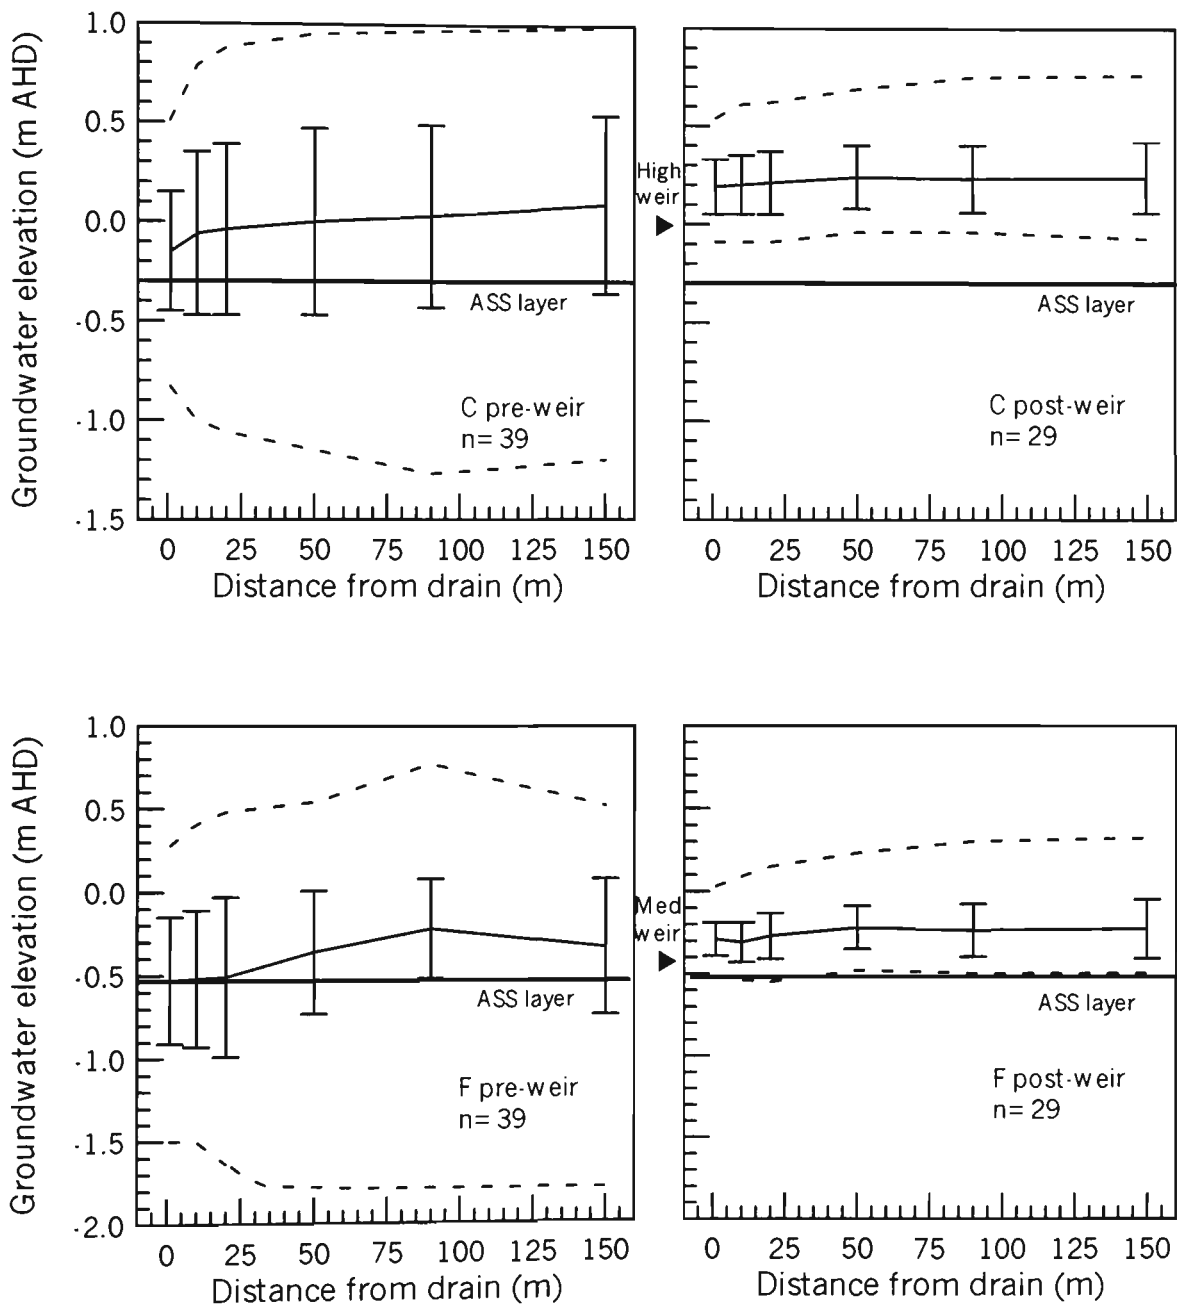 Groundwater elevation (m AHD)
1.0
0.5
0.0
-0.5
-1.0
-1.5
ASS layer
C pre-weir
n= 39
0 25 50 75 100 125 150
Distance from drain (m)
High
weir
ASS layer
C post-weir
n= 29
0 25 50 75 100 125 150
Distance from drain (m)
Groundwater elevation (m AHD)
1.0
0.5
0.0
-0.5
-1.0
-1.5
-2.0
ASS layer
F pre-weir
n= 39
0 25 50 75 100 125 150
Distance from drain (m)
Med
weir
ASS layer
F post-weir
n= 29
0 25 50 75 100 125 150
Distance from drain (m)